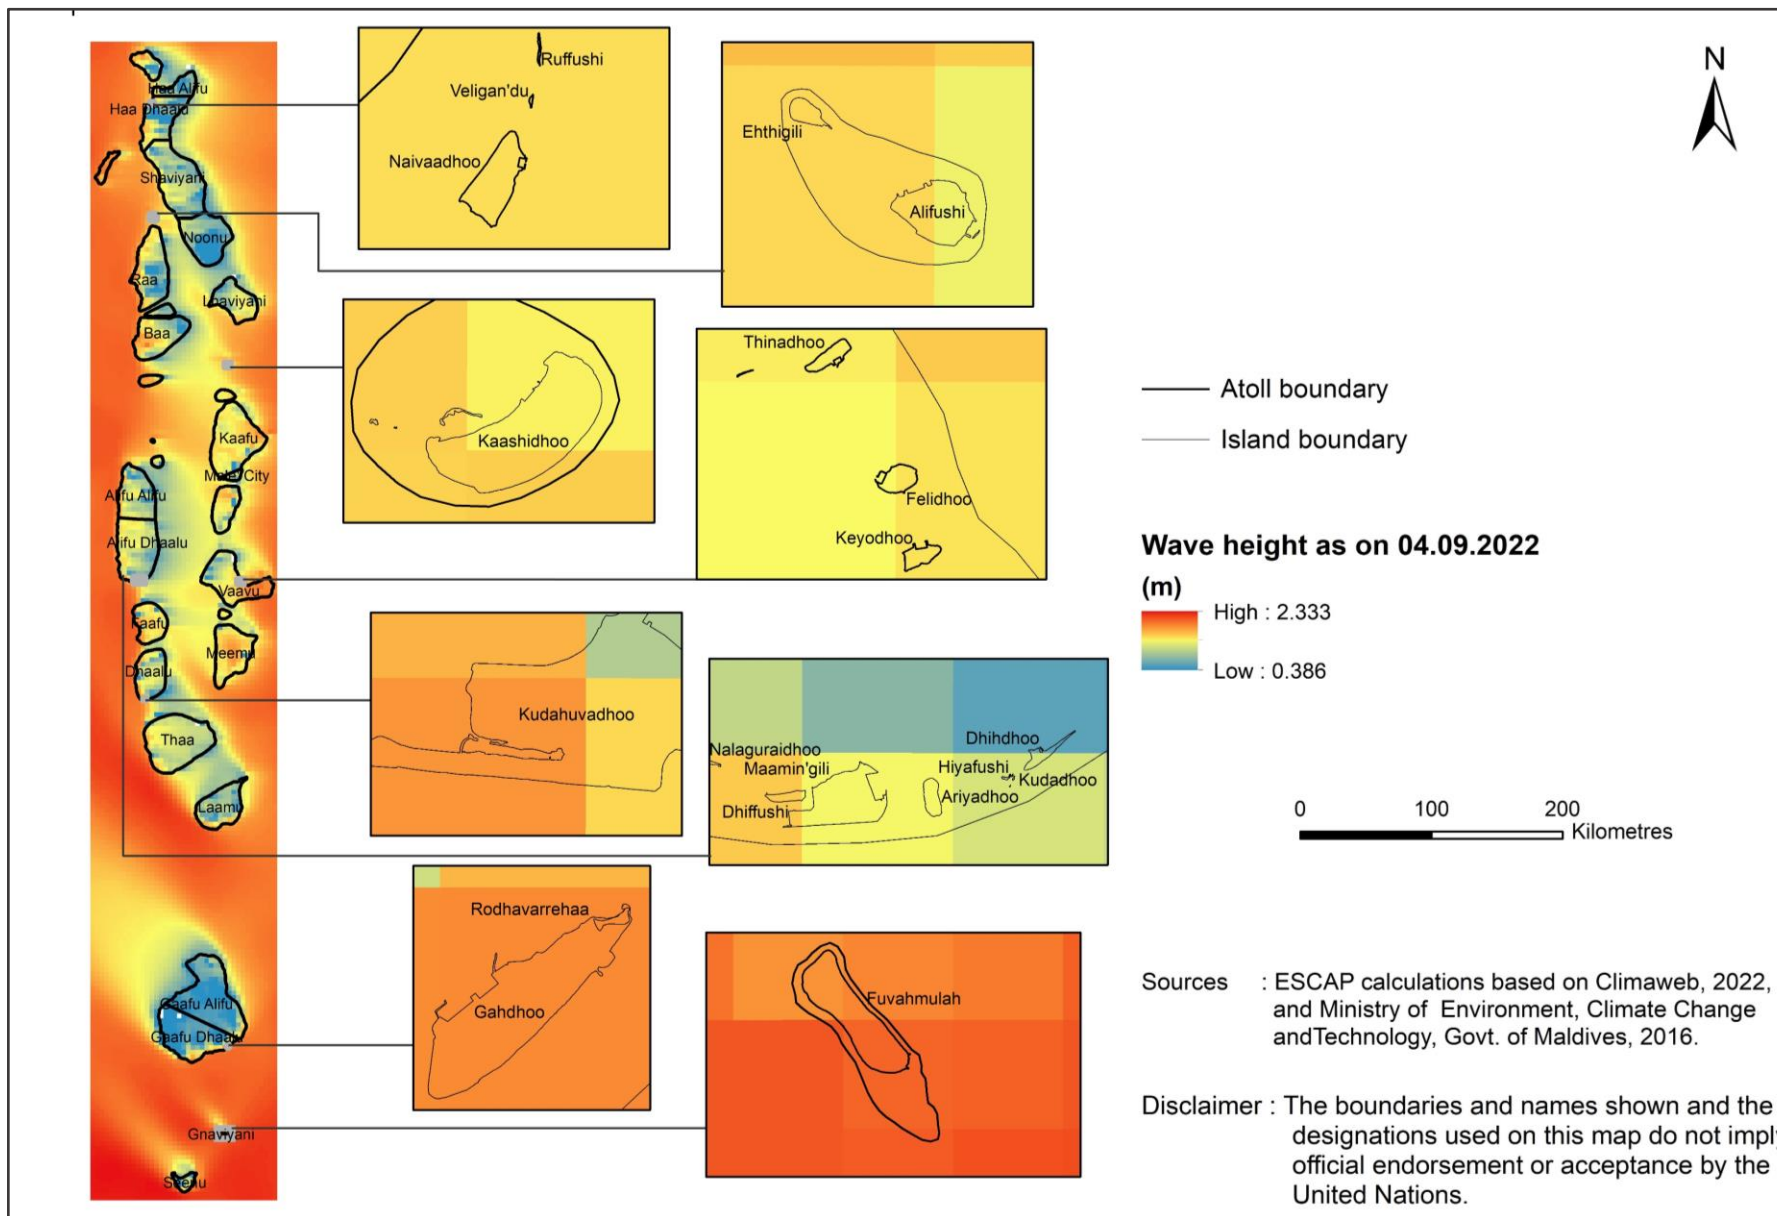 Haa Alifu
Haa Dhaalu
Shaviyani
Noonu
Raa
Lhaviyani
Baa
Kaafu
Male' City
Alifu Alifu
Alifu Dhaalu
Vaavu
Faafu
Meemu
Dhaalu
Thaa
Laamu
Gaafu Alifu
Gaafu Dhaalu
Gnaviyani
Seenu
Ruffushi
Veligan'du
Naivaadhoo
Ehthigili
Alifushi
Kaashidhoo
Thinadhoo
Felidhoo
Keyodhoo
Kudahuvadhoo
Nalaguraidhoo
Maamin'gili
Dhiffushi
Dhihdhoo
Hiyafushi
Kudadhoo
Ariyadhoo
Rodhavarrehaa
Gahdhoo
Fuvahmulah
N
Atoll boundary
Island boundary
Wave height as on 04.09.2022
(m)
High : 2.333
Low : 0.386
0 100 200
Kilometres
Sources : ESCAP calculations based on Climaweb, 2022,
and Ministry of Environment, Climate Change
andTechnology, Govt. of Maldives, 2016.
Disclaimer : The boundaries and names shown and the
designations used on this map do not imply
official endorsement or acceptance by the
United Nations.